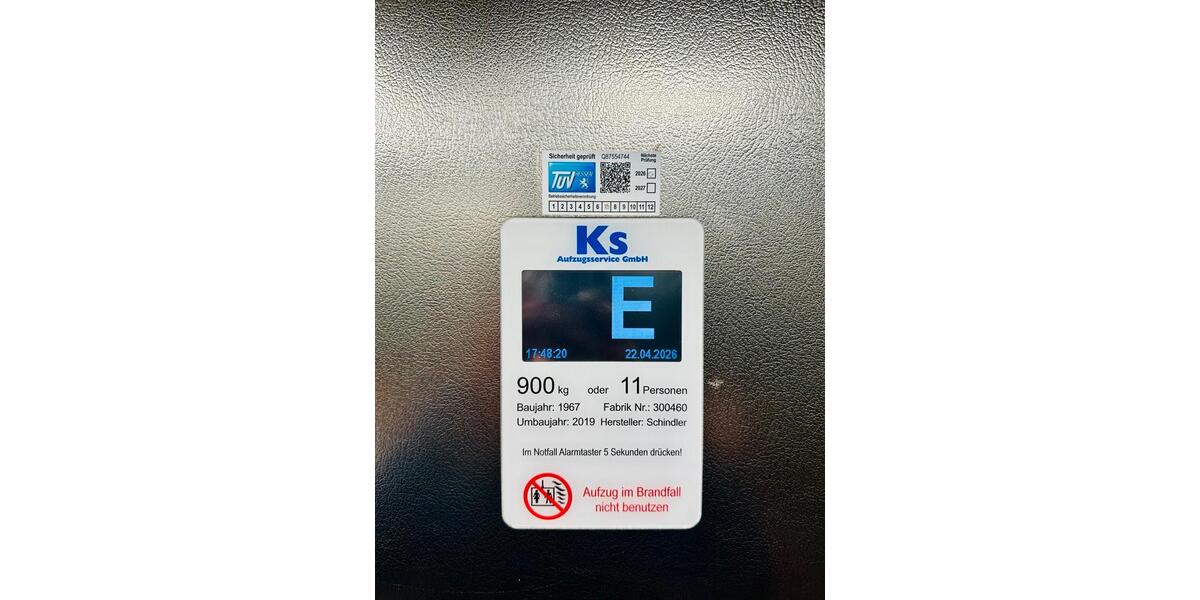 Sicherheit geprüft Q87554744 Nächste Prüfung
TÜV HESSEN
2026
2027
Betriebssicherheitsverordnung
1 2 3 4 5 6 8 9 10 11 12
Ks
Aufzugsservice GmbH
E
17:48:20 22.04.2026
900 kg oder 11 Personen
Baujahr: 1967 Fabrik Nr.: 300460
Umbaujahr: 2019 Hersteller: Schindler
Im Notfall Alarmtaster 5 Sekunden drücken!
Aufzug im Brandfall
nicht benutzen